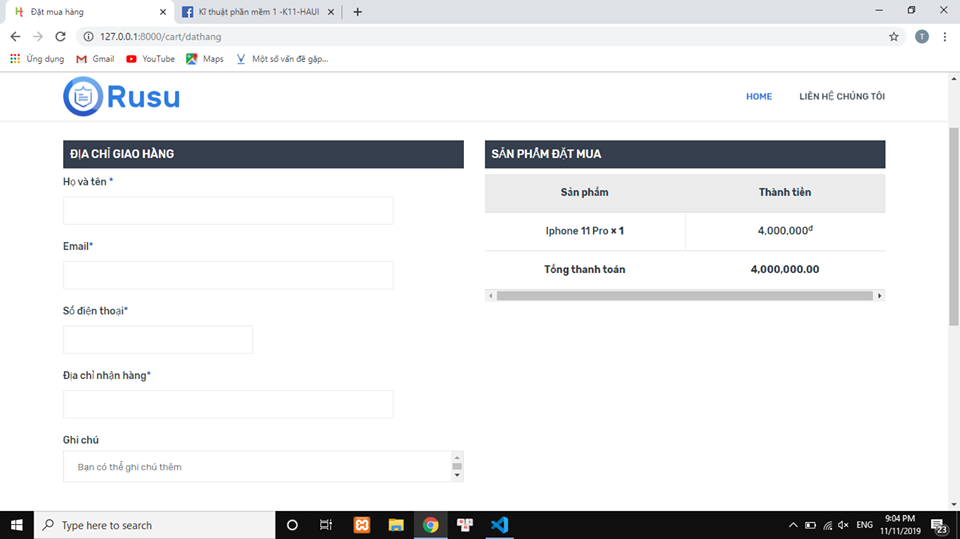 Đặt mua hàng
Kĩ thuật phần mềm 1 -K11-HAUI
127.0.0.1:8000/cart/dathang
T
Ứng dụng
Gmail
YouTube
Maps
Một số vấn đề gặp...
Rusu
HOME
LIÊN HỆ CHÚNG TÔI
ĐỊA CHỈ GIAO HÀNG
Họ và tên *
Email*
Số điện thoại*
Địa chỉ nhận hàng*
Ghi chú
Bạn có thể ghi chú thêm
SẢN PHẨM ĐẶT MUA
Sản phẩm Thành tiền
Iphone 11 Pro × 1 4.000.000đ
Tổng thanh toán 4,000,000.00
Type here to search
ENG
9:04 PM
11/11/2019
23